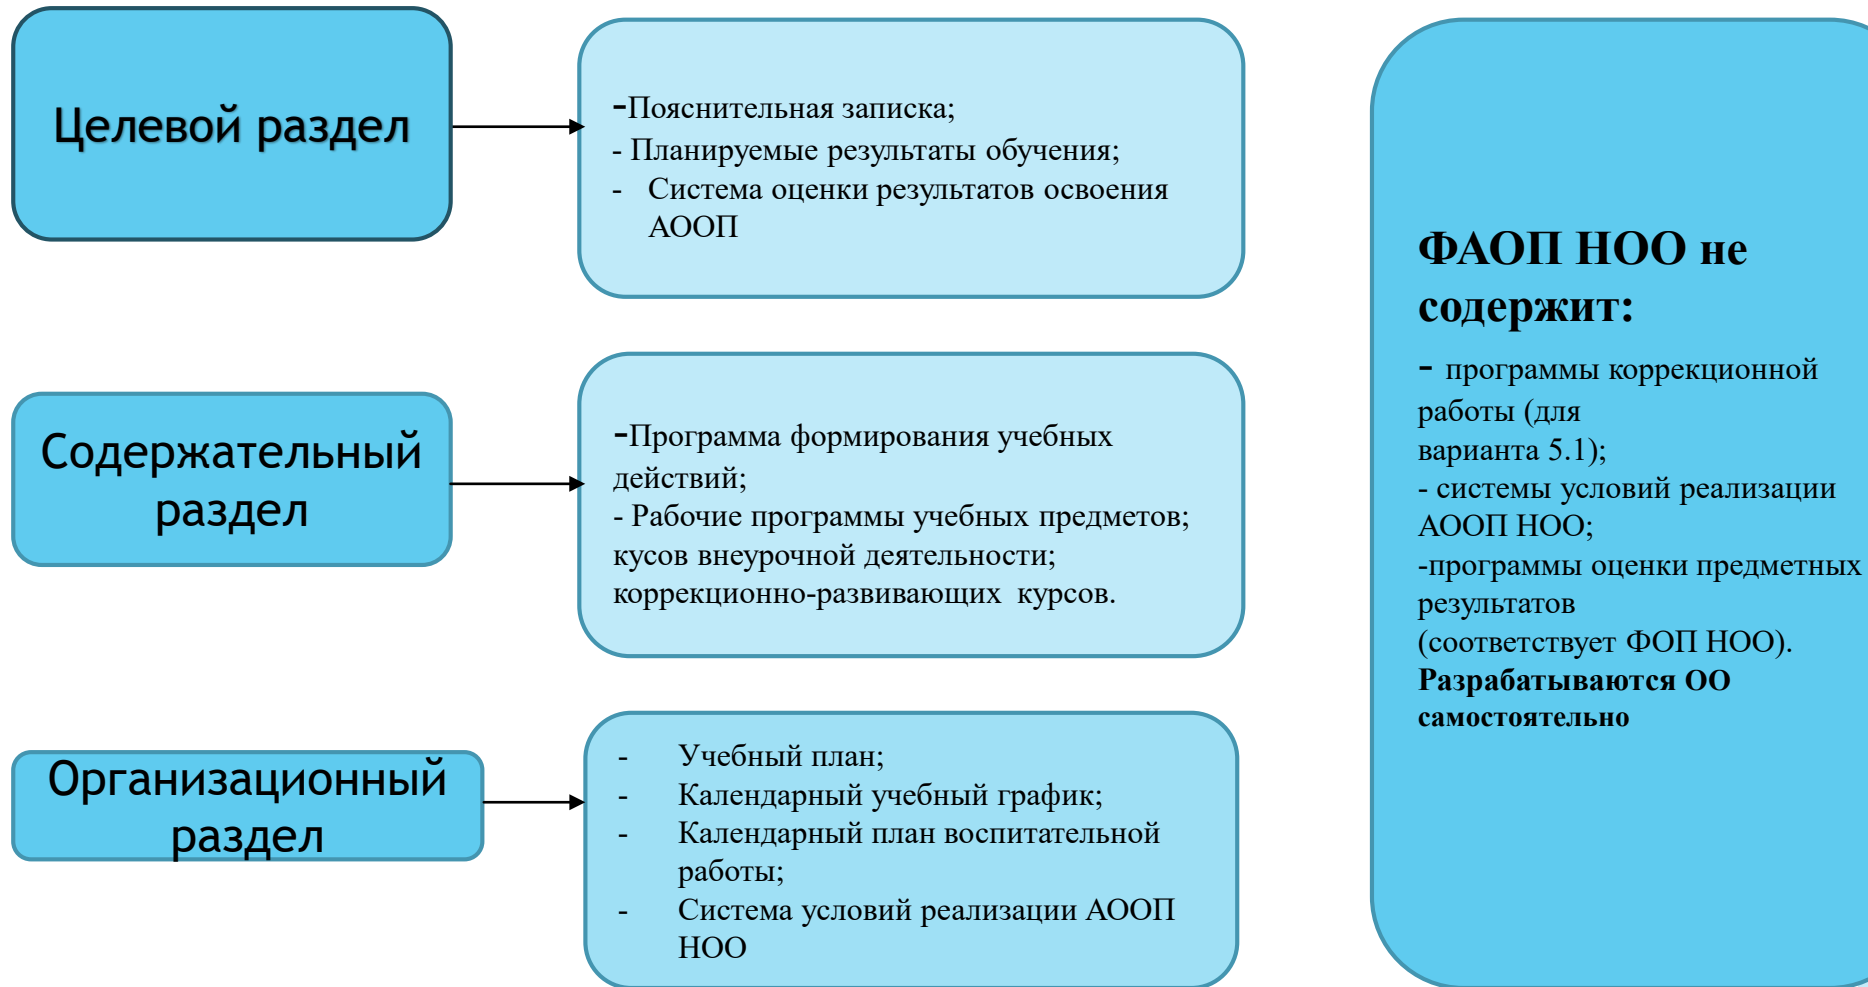 Целевой раздел
-Пояснительная записка;
- Планируемые результаты обучения;
- Система оценки результатов освоения
АООП
Содержательный
раздел
-Программа формирования учебных
действий;
- Рабочие программы учебных предметов;
кусов внеурочной деятельности;
коррекционно-развивающих курсов.
Организационный
раздел
- Учебный план;
- Календарный учебный график;
- Календарный план воспитательной
работы;
- Система условий реализации АООП
НОО
ФАОП НОО не
содержит:
- программы коррекционной
работы (для
варианта 5.1);
- системы условий реализации
АООП НОО;
-программы оценки предметных
результатов
(соответствует ФОП НОО).
Разрабатываются ОО
самостоятельно